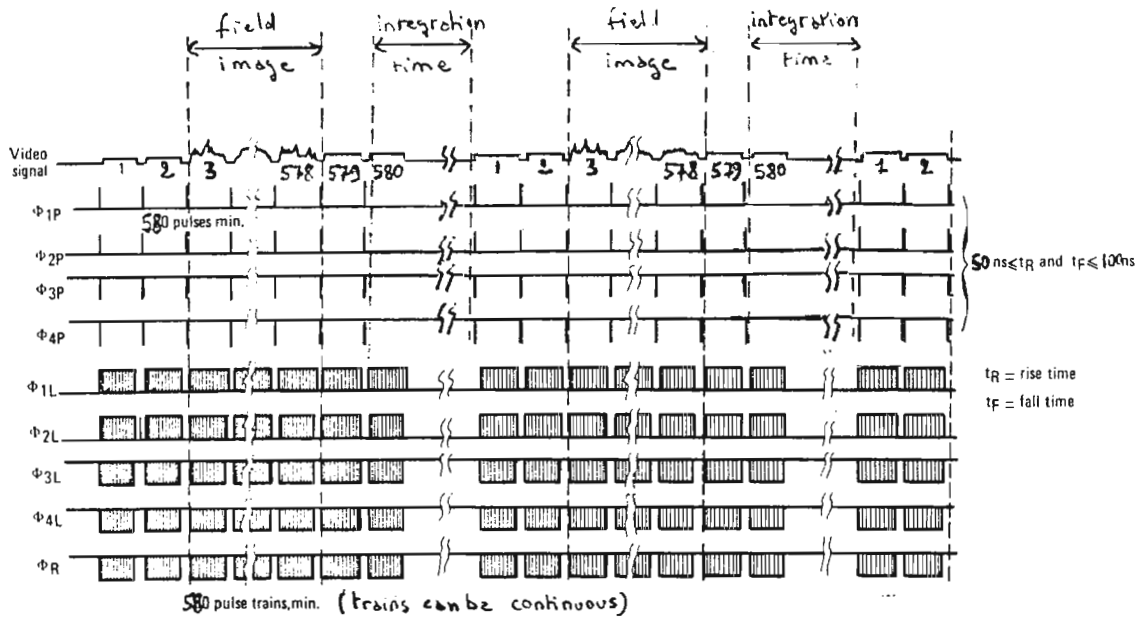 field integration field integration
image time image time
Video signal
1 2 3 578 579 580 1 2 3 578 579 580 1 2
Φ1P
580 pulses min.
Φ2P
50 ns ≤ tR and tF ≤ 100ns
Φ3P
Φ4P
Φ1L
tR = rise time
tF = fall time
Φ2L
Φ3L
Φ4L
ΦR
580 pulse trains, min. (trains can be continuous)